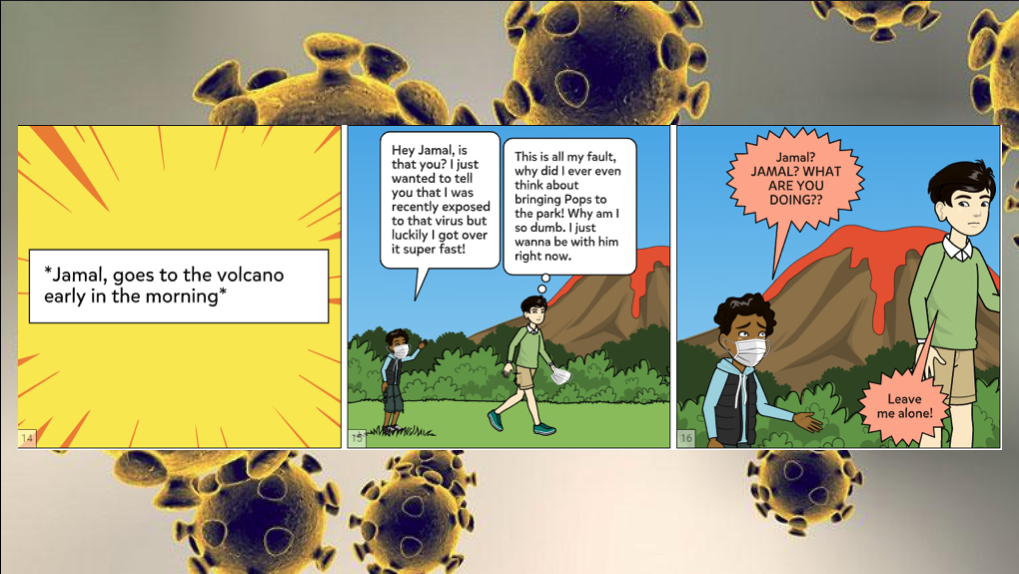 *Jamal, goes to the volcano
early in the morning*
14
Hey Jamal, is
that you? I just
wanted to tell
you that I was
recently exposed
to that virus but
luckily I got over
it super fast!
This is all my fault,
why did I ever even
think about
bringing Pops to
the park! Why am I
so dumb. I just
wanna be with him
right now.
15
Jamal?
JAMAL? WHAT
ARE YOU
DOING??
Leave
me alone!
16